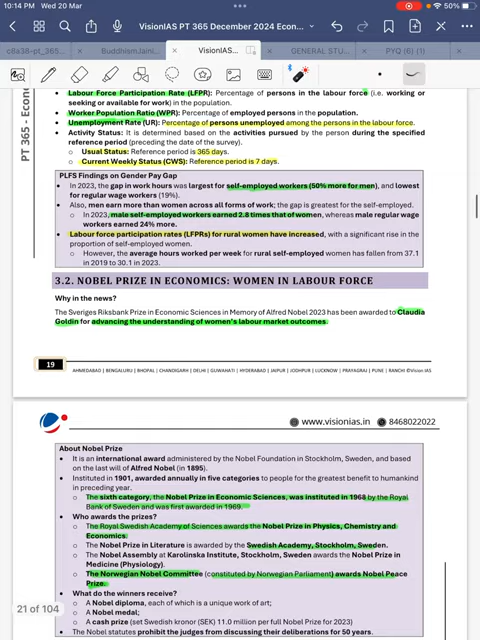 10:14 PM Wed 20 Mar
VisionIAS PT 365 December 2024 Econ...
c8a38-pt_365...
BuddhismJaini...
VisionIAS...
GENERAL STU...
PYQ (6) (1)
PT 365 - Econo
Labour Force Participation Rate (LFPR): Percentage of persons in the labour force (i.e. working or
seeking or available for work) in the population.
• Worker Population Ratio (WPR): Percentage of employed persons in the population.
• Unemployment Rate (UR): Percentage of persons unemployed among the persons in the labour force.
• Activity Status: It is determined based on the activities pursued by the person during the specified
reference period (preceding the date of the survey).
o Usual Status: Reference period is 365 days.
o Current Weekly Status (CWS): Reference period is 7 days.
PLFS Findings on Gender Pay Gap
• In 2023, the gap in work hours was largest for self-employed workers (50% more for men), and lowest
for regular wage workers (19%).
• Also, men earn more than women across all forms of work; the gap is greatest for the self-employed.
o In 2023, male self-employed workers earned 2.8 times that of women, whereas male regular wage
workers earned 24% more.
• Labour force participation rates (LFPRs) for rural women have increased, with a significant rise in the
proportion of self-employed women.
o However, the average hours worked per week for rural self-employed women has fallen from 37.1
in 2019 to 30.1 in 2023.
3.2. NOBEL PRIZE IN ECONOMICS: WOMEN IN LABOUR FORCE
Why in the news?
The Sveriges Riksbank Prize in Economic Sciences in Memory of Alfred Nobel 2023 has been awarded to Claudia
Goldin for advancing the understanding of women's labour market outcomes.
19
AHMEDABAD | BENGALURU | BHOPAL | CHANDIGARH | DELHI | GUWAHATI | HYDERABAD | JAIPUR | JODHPUR | LUCKNOW | PRAYAGRAJ | PUNE | RANCHI ©Vision IAS
www.visionias.in
8468022022
About Nobel Prize
• It is an international award administered by the Nobel Foundation in Stockholm, Sweden, and based
on the last will of Alfred Nobel (in 1895).
• Instituted in 1901, awarded annually in five categories to people for the greatest benefit to humankind
in preceding year.
o The sixth category, the Nobel Prize in Economic Sciences, was instituted in 1968 by the Royal
Bank of Sweden and was first awarded in 1969.
• Who awards the prizes?
o The Royal Swedish Academy of Sciences awards the Nobel Prize in Physics, Chemistry and
Economics.
o The Nobel Prize in Literature is awarded by the Swedish Academy, Stockholm, Sweden.
o The Nobel Assembly at Karolinska Institute, Stockholm, Sweden awards the Nobel Prize in
Medicine (Physiology).
o The Norwegian Nobel Committee (constituted by Norwegian Parliament) awards Nobel Peace
Prize.
• What do the winners receive?
o A Nobel diploma, each of which is a unique work of art;
o A Nobel medal;
o A cash prize (set Swedish kronor (SEK) 11.0 million per full Nobel Prize for 2023)
• The Nobel statutes prohibit the judges from discussing their deliberations for 50 years.
21 of 104